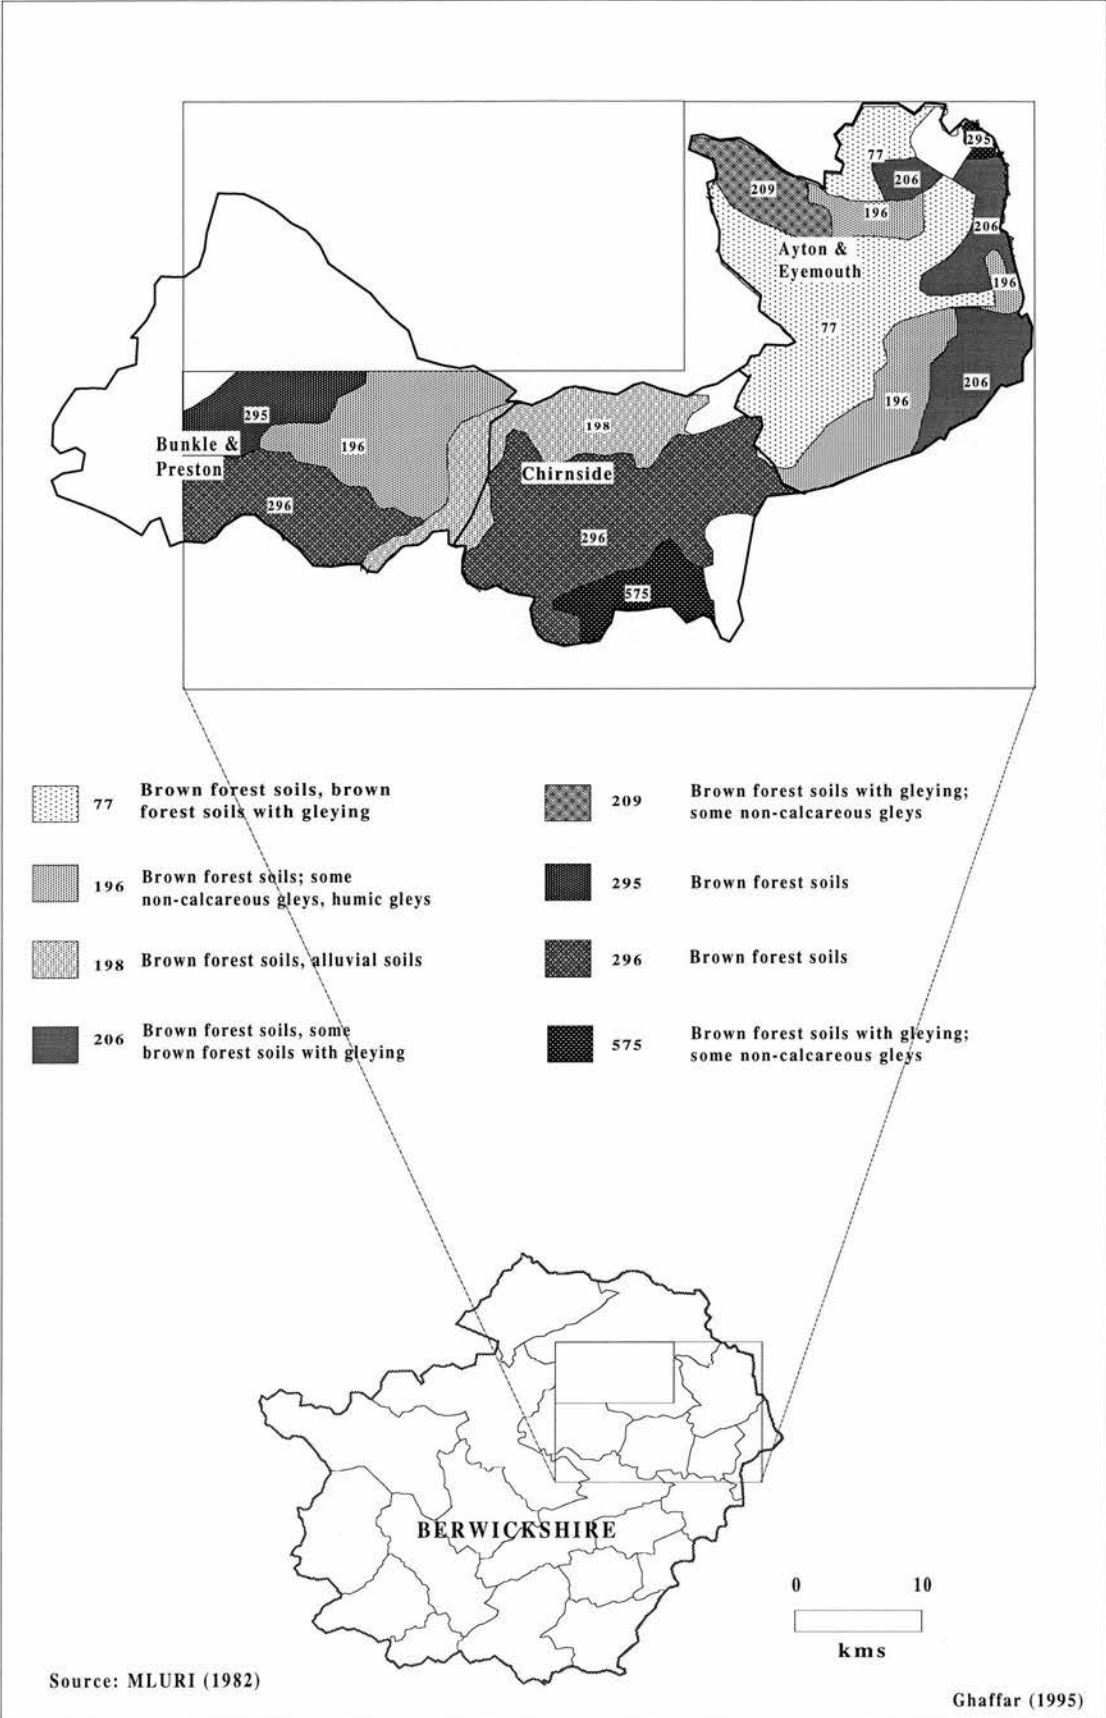 295
77
206
209
196
206
Ayton &
Eyemouth
196
77
206
295
198
196
Bunkle &
Preston
196
Chirnside
296
296
575
77 Brown forest soils, brown
forest soils with gleying
196 Brown forest soils; some
non-calcareous gleys, humic gleys
198 Brown forest soils, alluvial soils
206 Brown forest soils, some
brown forest soils with gleying
209 Brown forest soils with gleying;
some non-calcareous gleys
295 Brown forest soils
296 Brown forest soils
575 Brown forest soils with gleying;
some non-calcareous gleys
BERWICKSHIRE
0 10
kms
Source: MLURI (1982)
Ghaffar (1995)